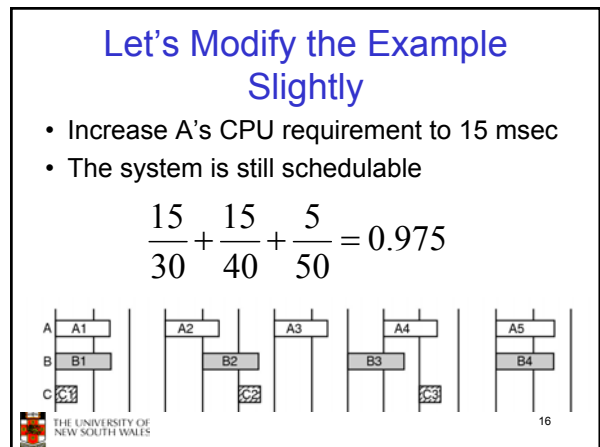 Let's Modify the Example
Slightly
• Increase A's CPU requirement to 15 msec
• The system is still schedulable
15/30 + 15/40 + 5/50 = 0.975
A A1 A2 A3 A4 A5
B B1 B2 B3 B4
C C1 C2 C3
THE UNIVERSITY OF
NEW SOUTH WALES
16